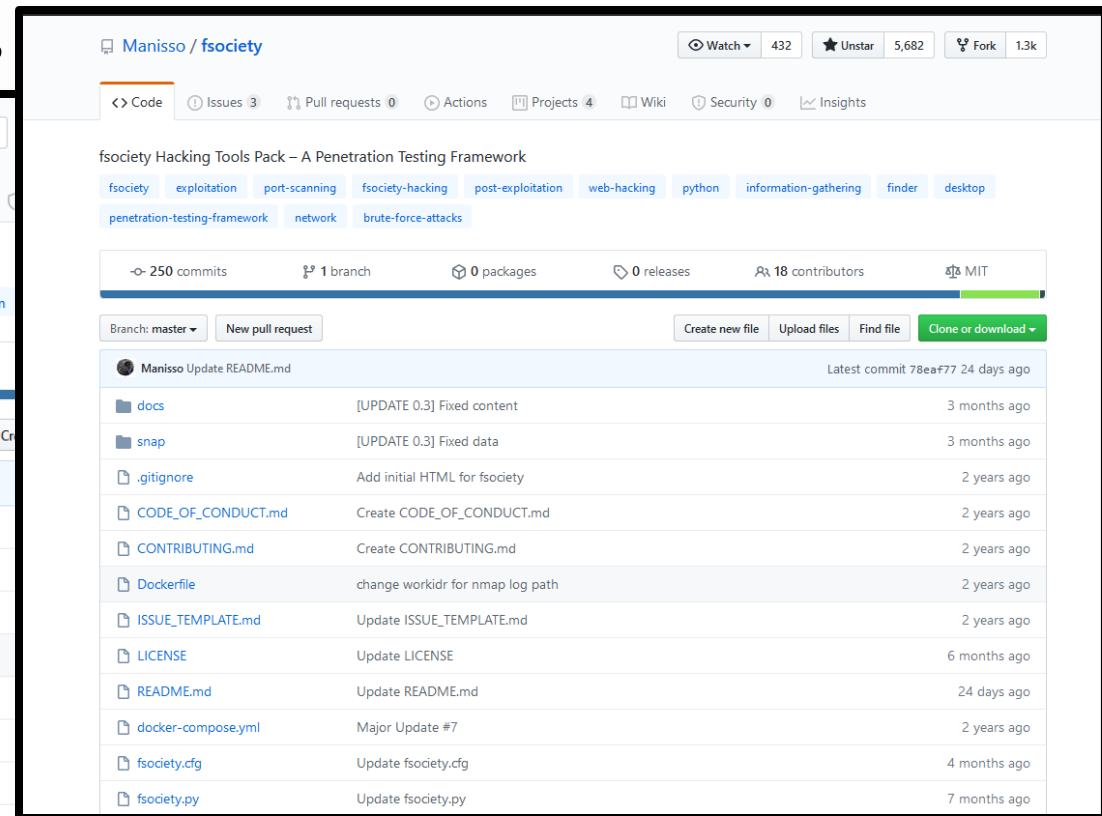 Manisso / fsociety
Watch 432 Unstar 5,682 Fork 1.3k
Code Issues 3 Pull requests 0 Actions Projects 4 Wiki Security 0 Insights
fsociety Hacking Tools Pack – A Penetration Testing Framework
fsociety exploitation port-scanning fsociety-hacking post-exploitation web-hacking python information-gathering finder desktop
penetration-testing-framework network brute-force-attacks
250 commits 1 branch 0 packages 0 releases 18 contributors MIT
Branch: master New pull request Create new file Upload files Find file Clone or download
Manisso Update README.md Latest commit 78eaf77 24 days ago
docs [UPDATE 0.3] Fixed content 3 months ago
snap [UPDATE 0.3] Fixed data 3 months ago
.gitignore Add initial HTML for fsociety 2 years ago
CODE_OF_CONDUCT.md Create CODE_OF_CONDUCT.md 2 years ago
CONTRIBUTING.md Create CONTRIBUTING.md 2 years ago
Dockerfile change workidr for nmap log path 2 years ago
ISSUE_TEMPLATE.md Update ISSUE_TEMPLATE.md 2 years ago
LICENSE Update LICENSE 6 months ago
README.md Update README.md 24 days ago
docker-compose.yml Major Update #7 2 years ago
fsociety.cfg Update fsociety.cfg 4 months ago
fsociety.py Update fsociety.py 7 months ago